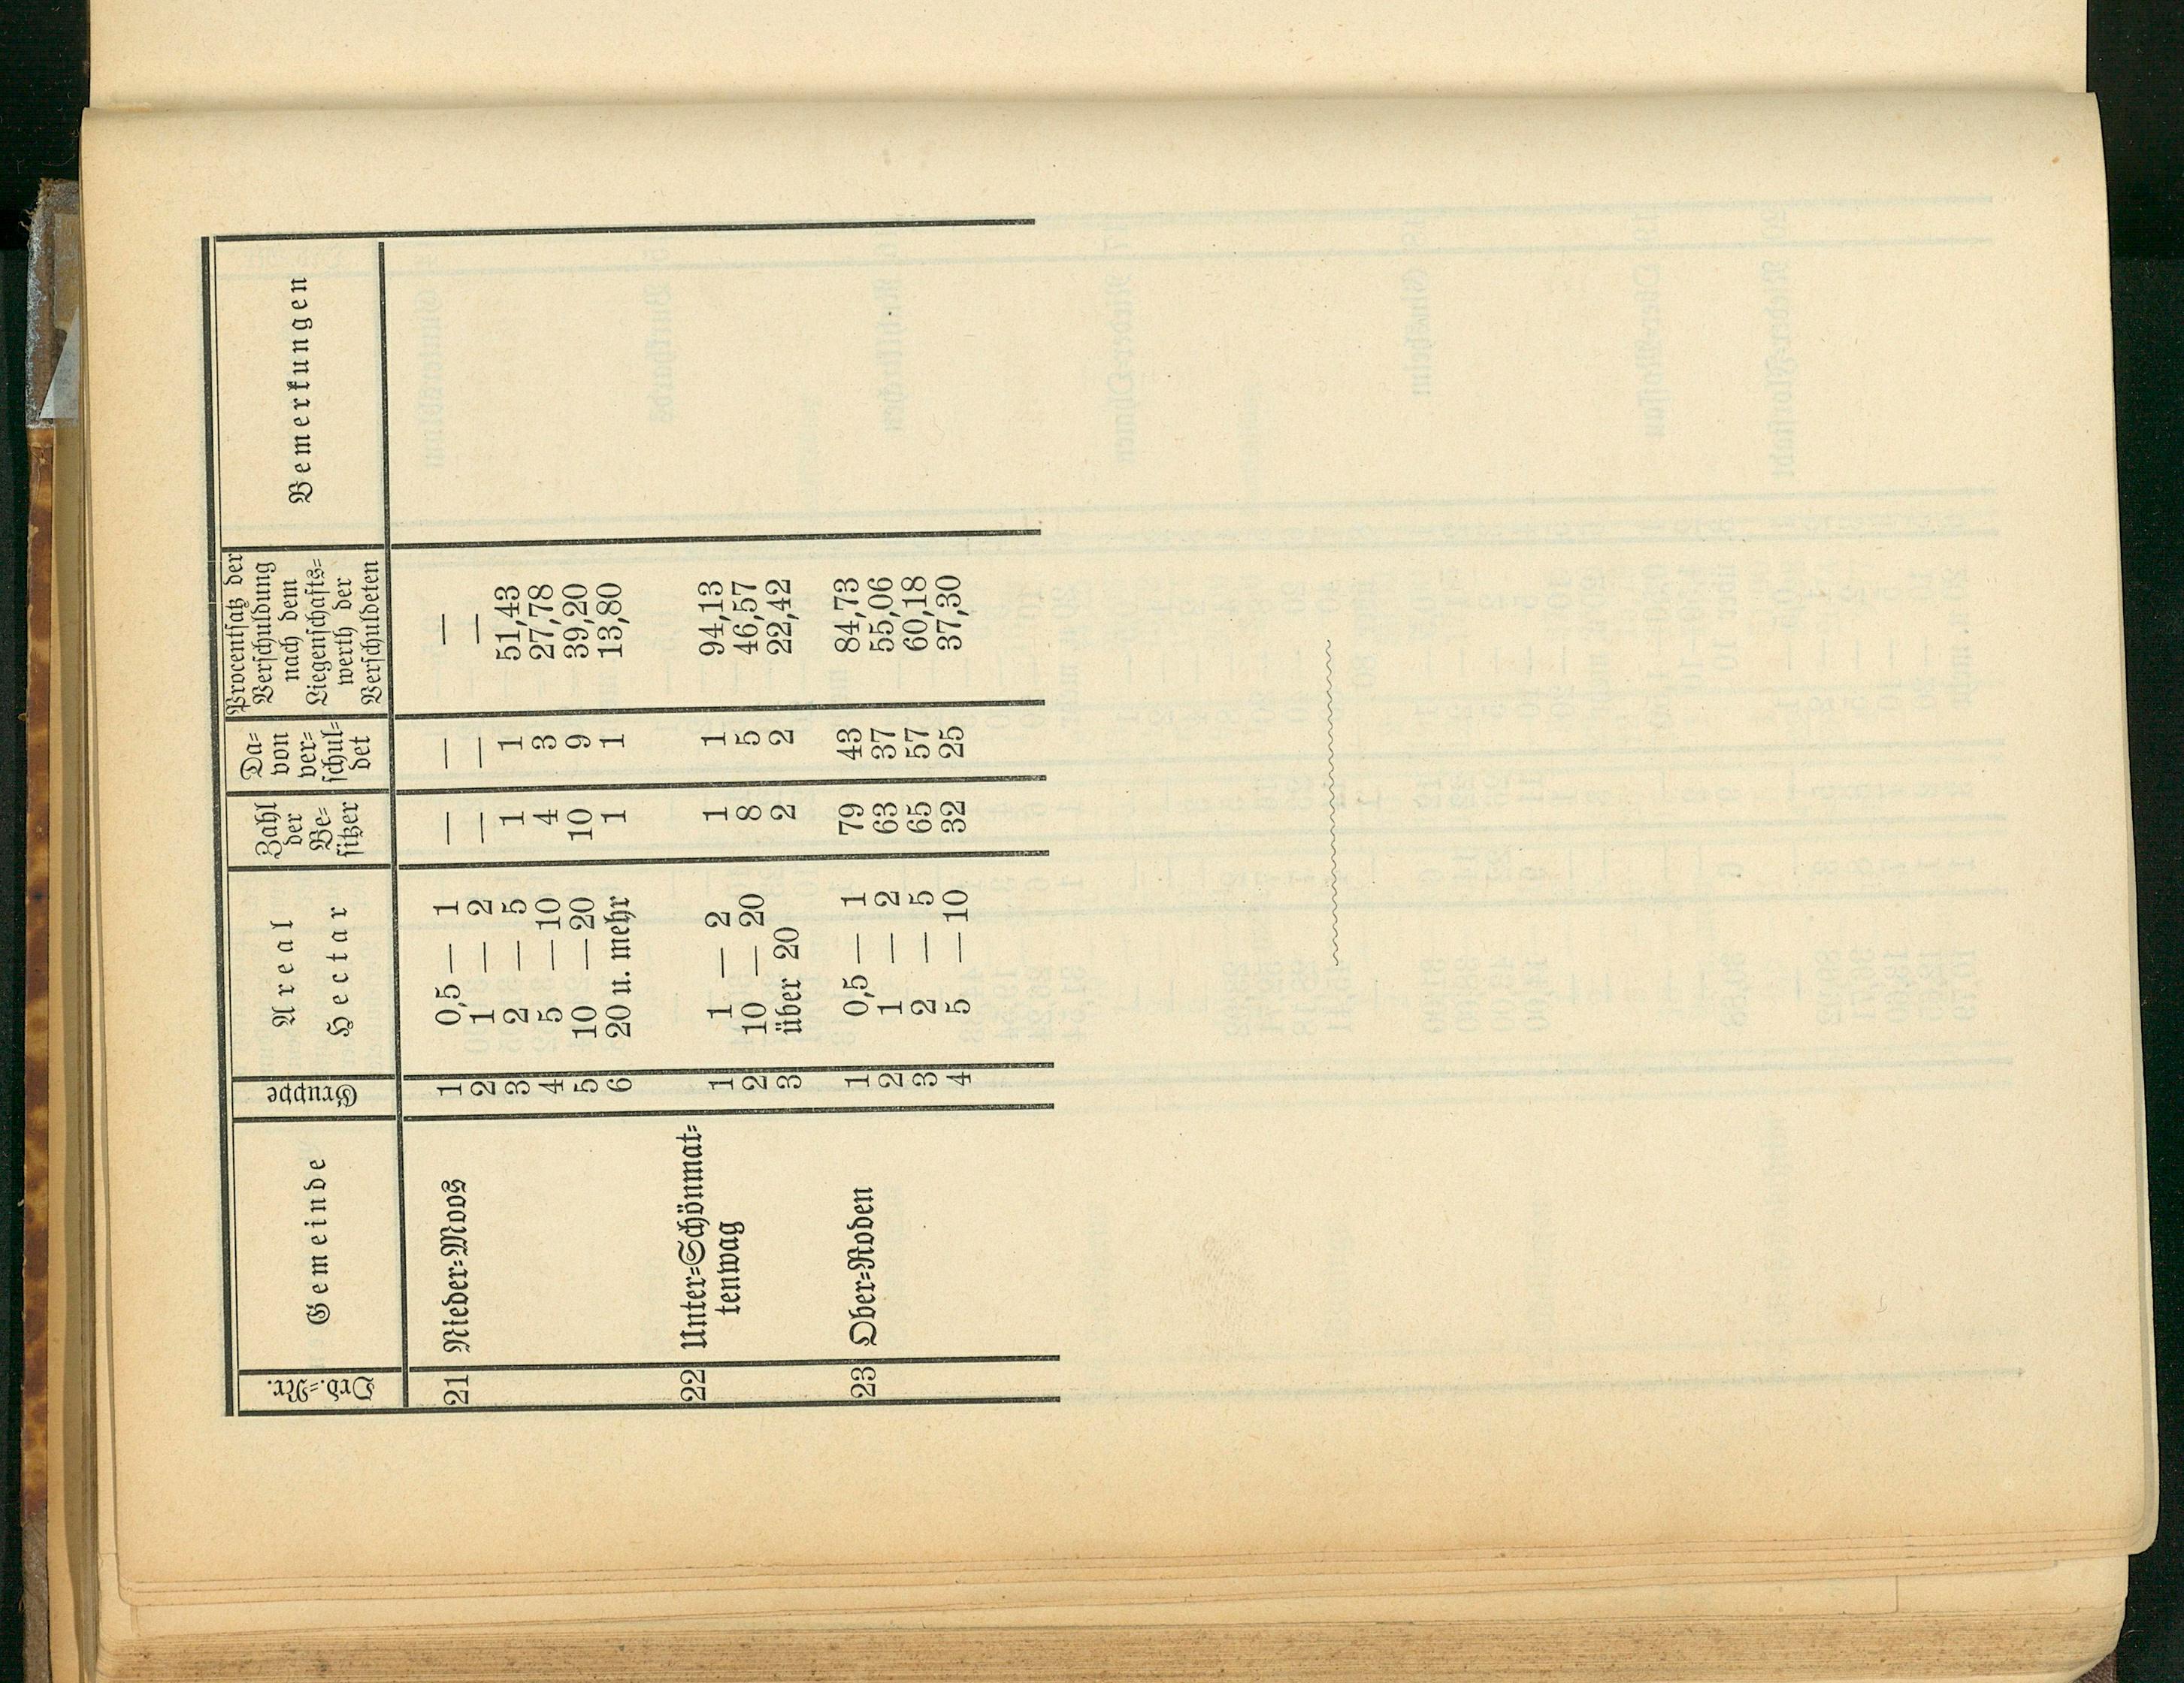 Ord.=Nr. Gemeinde Gruppe Areal Hectar Zahl der Be=sitzer Da=von ver=schul=det Procentsatz der Verschuldung nach dem Liegenschafts=werth der Verschuldeten Bemerkungen
21 Nieder=Moos 1 0,5 — 1 — — —
2 1 — 2 — — —
3 2 — 5 1 1 51,43
4 5 — 10 4 3 27,78
5 10 — 20 10 9 39,20
6 20 u. mehr 1 1 13,80
22 Unter=Schönmat=
tenwag
1 1 — 2 1 1 94,13
2 10 — 20 8 5 46,57
3 über 20 2 2 22,42
23 Ober=Roden 1 0,5 — 1 79 43 84,73
2 1 — 2 63 37 55,06
3 2 — 5 65 57 60,18
4 5 — 10 32 25 37,30